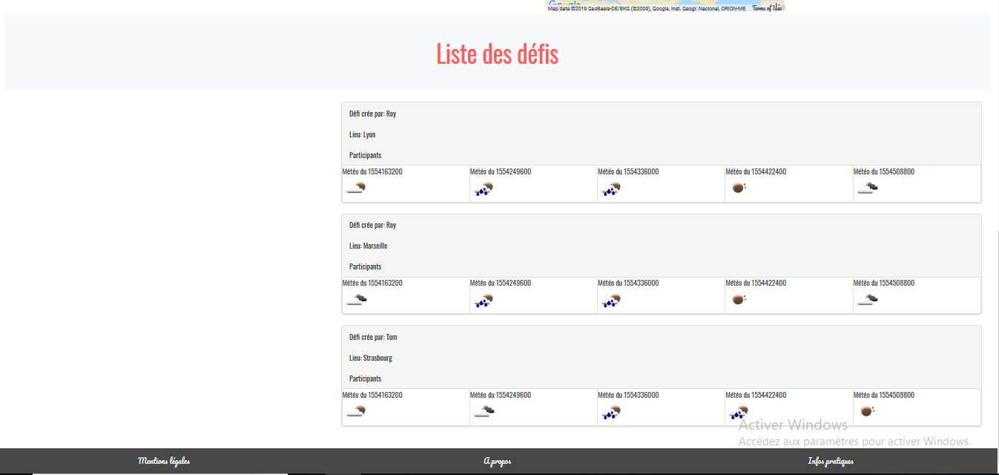 Google
Map data ©2019 GeoBasis-DE/BKG (©2009), Google, Inst. Geogr. Nacional, ORION-ME Terms of Use
Liste des défis
Défi crée par: Roy
Lieu: Lyon
Participants
Météo du 1554163200 Météo du 1554249600 Météo du 1554336000 Météo du 1554422400 Météo du 1554508800
Défi crée par: Roy
Lieu: Marseille
Participants
Météo du 1554163200 Météo du 1554249600 Météo du 1554336000 Météo du 1554422400 Météo du 1554508800
Défi crée par: Tom
Lieu: Strasbourg
Participants
Météo du 1554163200 Météo du 1554249600 Météo du 1554336000 Météo du 1554422400 Météo du 1554508800
Activer Windows
Accédez aux paramètres pour activer Windows.
Mentions légales A propos Infos pratiques